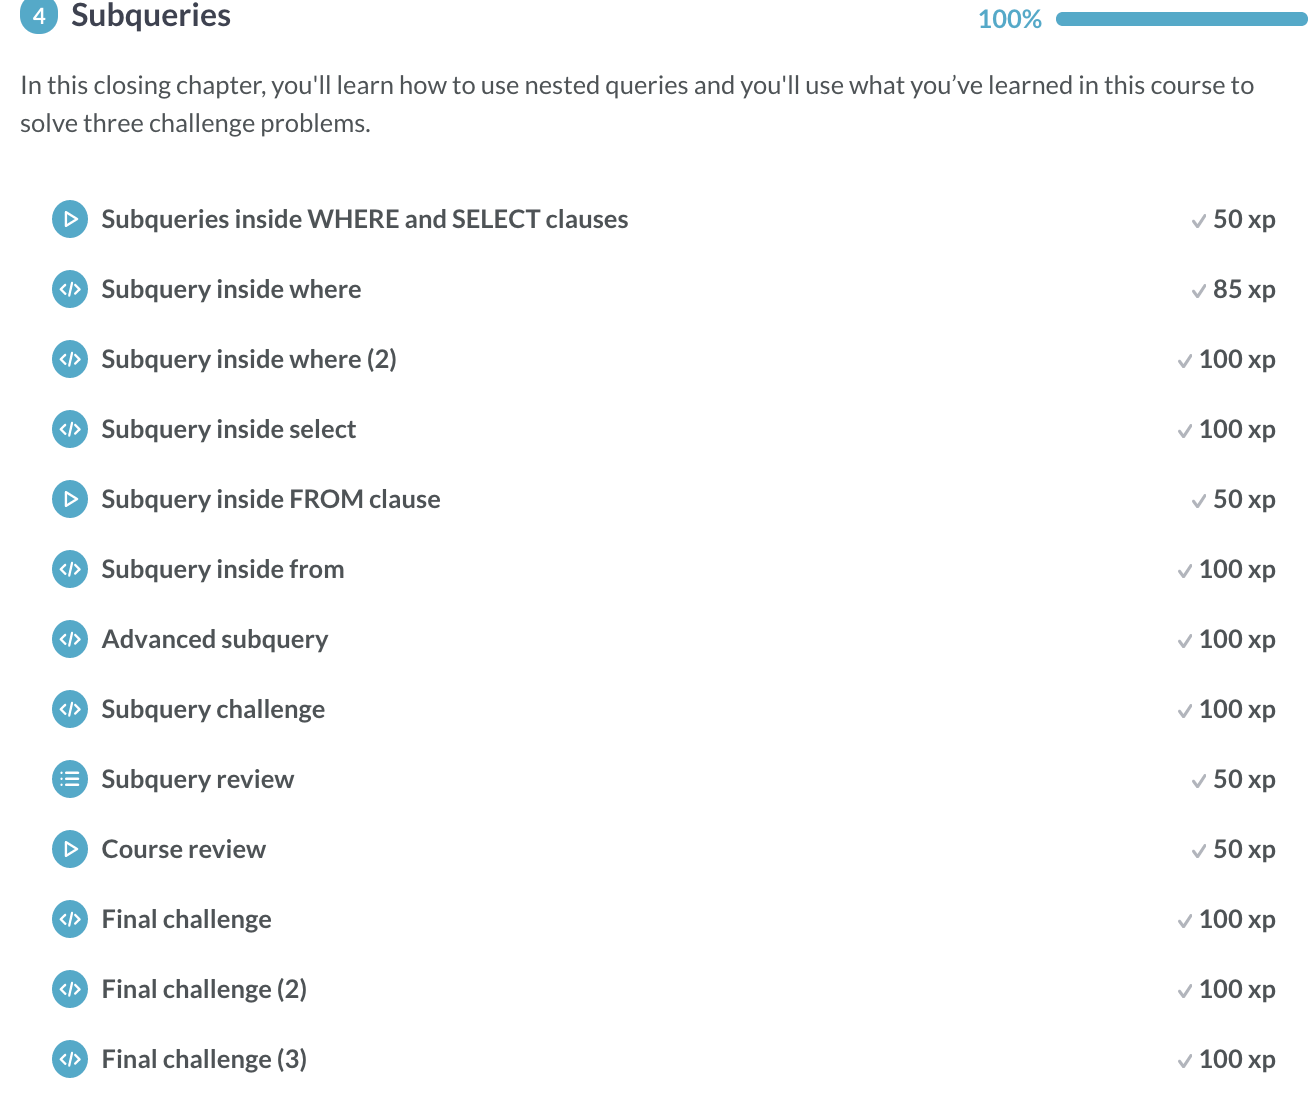 4 Subqueries 100%
In this closing chapter, you'll learn how to use nested queries and you'll use what you’ve learned in this course to
solve three challenge problems.
Subqueries inside WHERE and SELECT clauses 50 xp
Subquery inside where 85 xp
Subquery inside where (2) 100 xp
Subquery inside select 100 xp
Subquery inside FROM clause 50 xp
Subquery inside from 100 xp
Advanced subquery 100 xp
Subquery challenge 100 xp
Subquery review 50 xp
Course review 50 xp
Final challenge 100 xp
Final challenge (2) 100 xp
Final challenge (3) 100 xp